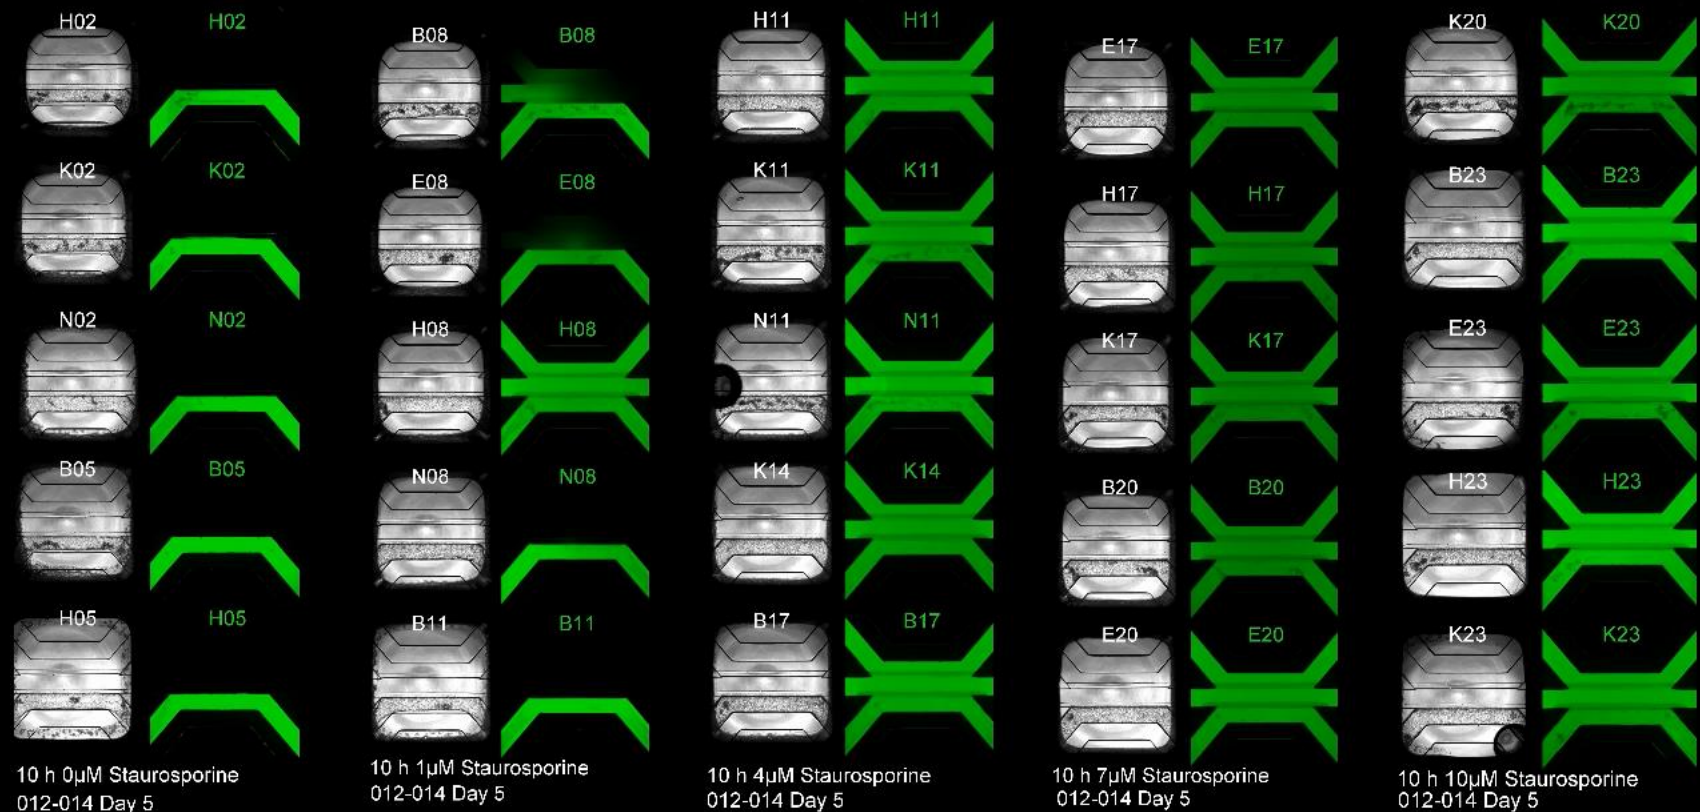 H02 H02
K02 K02
N02 N02
B05 B05
H05 H05
10 h 0µM Staurosporine
012-014 Day 5
B08 B08
E08 E08
H08 H08
N08 N08
B11 B11
10 h 1µM Staurosporine
012-014 Day 5
H11 H11
K11 K11
N11 N11
K14 K14
B17 B17
10 h 4µM Staurosporine
012-014 Day 5
E17 E17
H17 H17
K17 K17
B20 B20
E20 E20
10 h 7µM Staurosporine
012-014 Day 5
K20 K20
B23 B23
E23 E23
H23 H23
K23 K23
10 h 10µM Staurosporine
012-014 Day 5